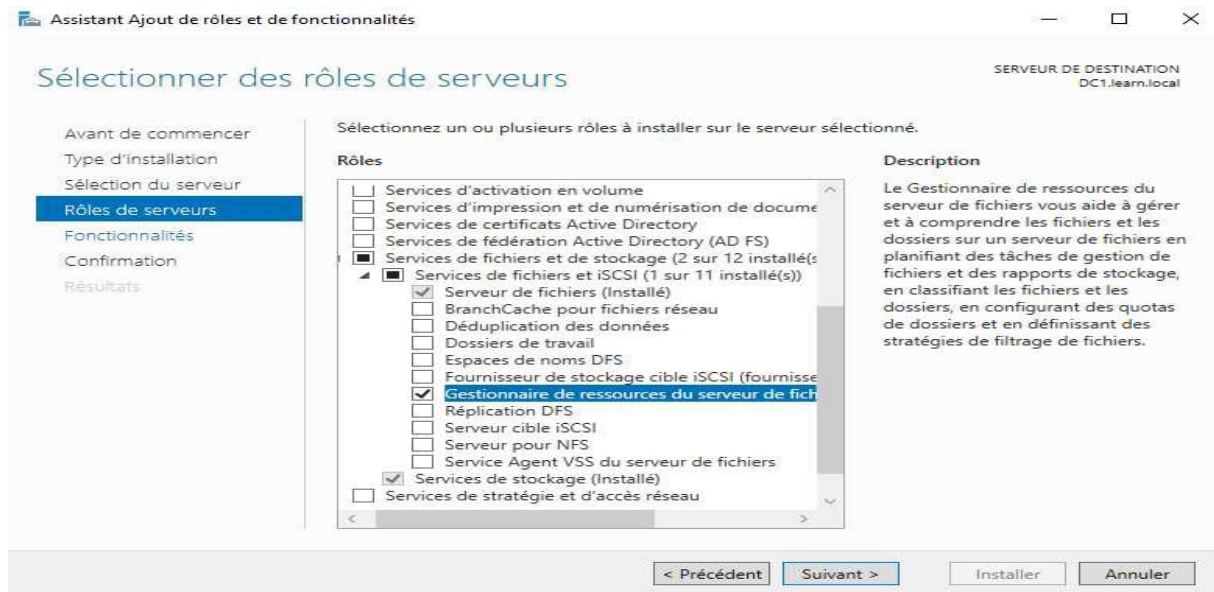 Assistant Ajout de rôles et de fonctionnalités
Sélectionner des rôles de serveurs
SERVEUR DE DESTINATION
DC1.learn.local
Avant de commencer
Type d'installation
Sélection du serveur
Rôles de serveurs
Fonctionnalités
Confirmation
Résultats
Sélectionnez un ou plusieurs rôles à installer sur le serveur sélectionné.
Rôles
Services d'activation en volume
Services d'impression et de numérisation de docume
Services de certificats Active Directory
Services de fédération Active Directory (AD FS)
Services de fichiers et de stockage (2 sur 12 installé(s
Services de fichiers et iSCSI (1 sur 11 installé(s))
Serveur de fichiers (Installé)
BranchCache pour fichiers réseau
Déduplication des données
Dossiers de travail
Espaces de noms DFS
Fournisseur de stockage cible iSCSI (fournisse
Gestionnaire de ressources du serveur de fich
Réplication DFS
Serveur cible iSCSI
Serveur pour NFS
Service Agent VSS du serveur de fichiers
Services de stockage (Installé)
Services de stratégie et d'accès réseau
Description
Le Gestionnaire de ressources du
serveur de fichiers vous aide à gérer
et à comprendre les fichiers et les
dossiers sur un serveur de fichiers en
planifiant des tâches de gestion de
fichiers et des rapports de stockage,
en classifiant les fichiers et les
dossiers, en configurant des quotas
de dossiers et en définissant des
stratégies de filtrage de fichiers.
< Précédent
Suivant >
Installer
Annuler